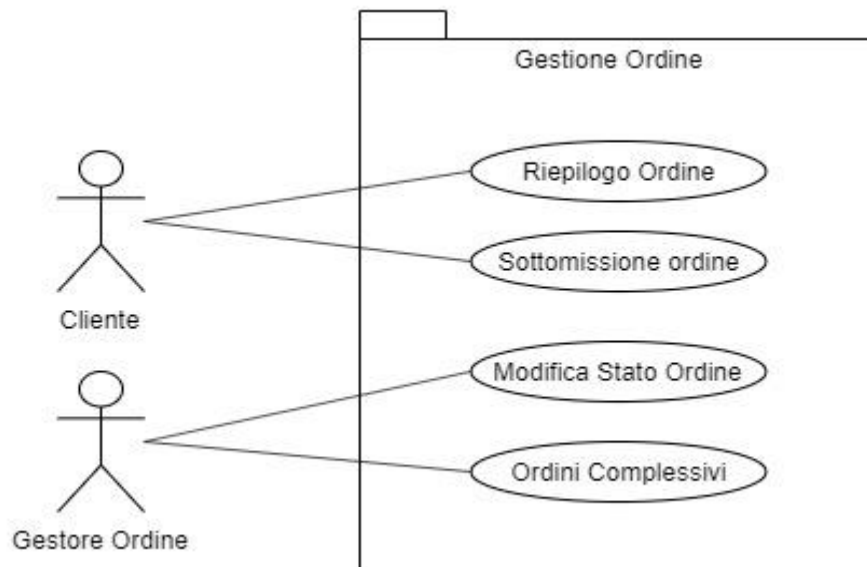 Gestione Ordine
Riepilogo Ordine
Sottomissione ordine
Cliente
Modifica Stato Ordine
Ordini Complessivi
Gestore Ordine